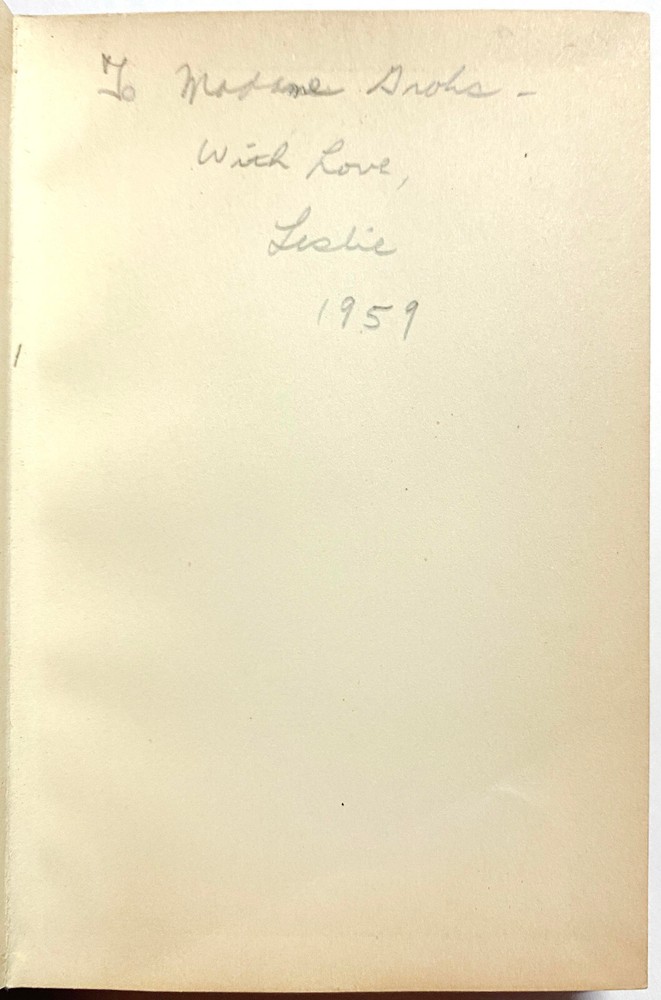 To Madame Grohs -
With Love,
Leslie
1959